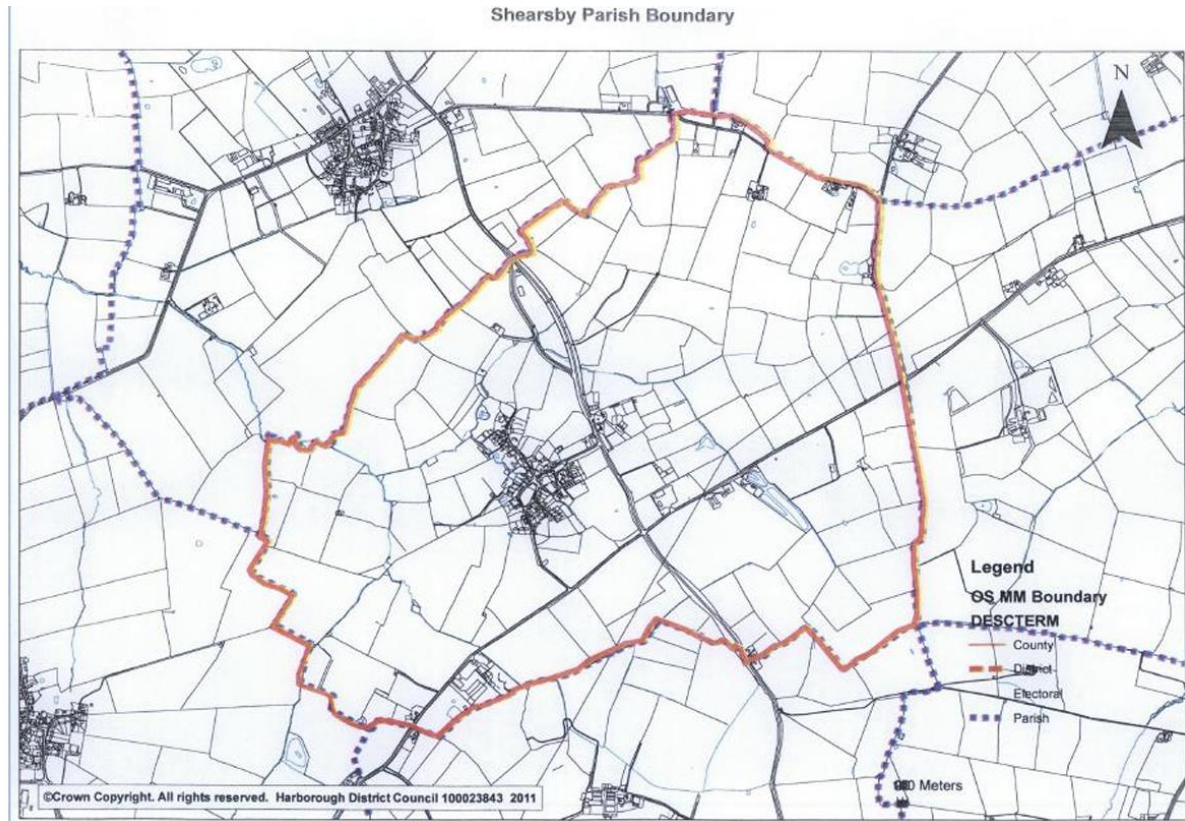 Shearsby Parish Boundary
N
Legend
OS MM Boundary
DESCTERM
County
District
Electoral
Parish
Meters
©Crown Copyright. All rights reserved. Harborough District Council 100023843 2011